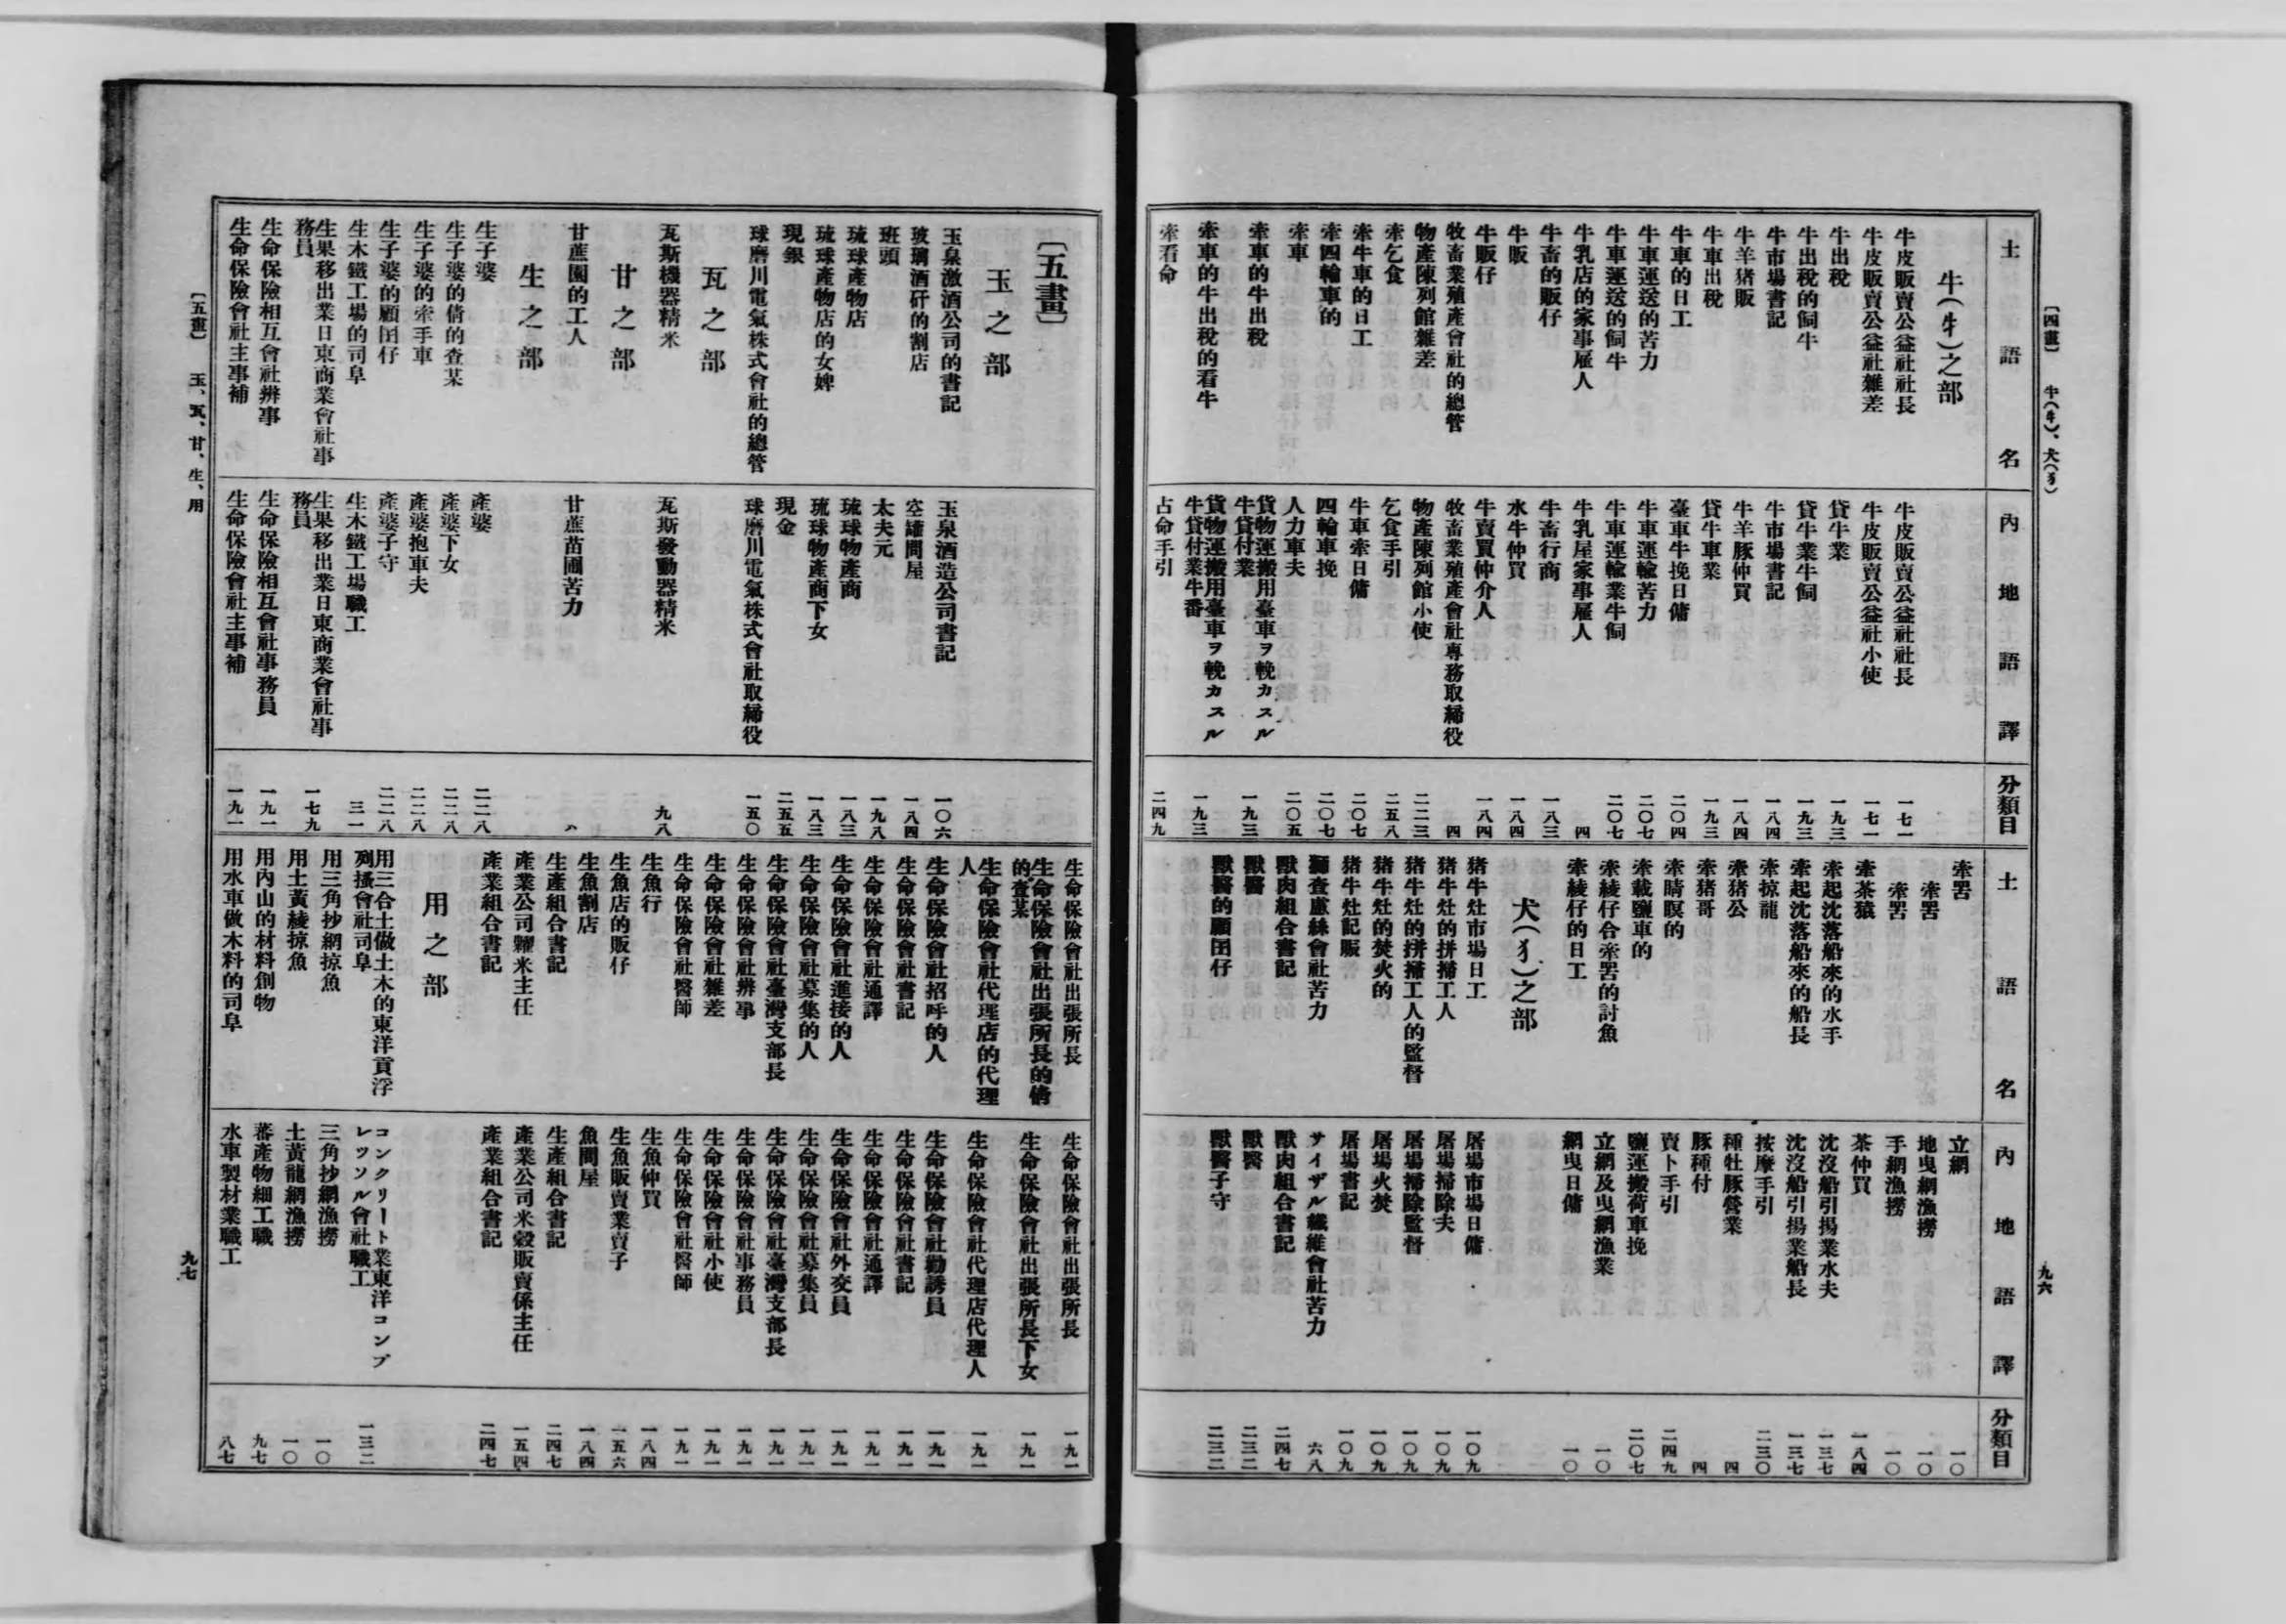 〔四畫〕　牛(牜)、犬(犭)
九六
土語名
內地語譯
分類目
牛(牜)之部
牛皮販賣公益社社長　牛皮販賣公益社社長　一七一
牛皮販賣公益社雜差　牛皮販賣公益社小使　一七一
牛出稅　貸牛業　一九三
牛出稅的飼牛　貸牛業牛飼　一九三
牛市場書記　牛市場書記　一八四
牛羊猪販　牛羊豚仲買　一八四
牛車出稅　貸牛車業　一九三
牛車的日工　臺車牛挽日傭　二〇四
牛車運送的苦力　牛車運輸苦力　二〇七
牛車運送的飼牛　牛車運輸業牛飼　二〇七
牛乳店的家事雇人　牛乳屋家事雇人　四
牛畜的販仔　牛畜行商　一八三
牛販　水牛仲買　一八四
牛販仔　牛賣買仲介人　一八四
牧畜業殖產會社的總管　牧畜業殖產會社專務取締役　四
物產陳列館雜差　物產陳列館小使　二二三
牽乞食　乞食手引　二五八
牽牛車的日工　牛車牽日傭　二〇七
牽四輪車的　四輪車挽　二〇七
牽車　人力車夫　二〇五
牽車的牛出稅　貨物運搬用臺車ヲ輓カスル牛貸付業　一九三
牽車的牛出稅的看牛　貨物運搬用臺車ヲ輓カスル牛貸付業牛番　一九三
牽看命　占命手引　二四九
土語名
內地語譯
分類目
牽罟　立網　一〇
牽罟　地曳網漁撈　一〇
牽罟　手網漁撈　一〇
牽茶猿　茶仲買　一八四
牽起沈落船來的水手　沈沒船引揚業水夫　一三七
牽起沈落船來的船長　沈沒船引揚業船長　一三七
牽掠龍　按摩手引　二三〇
牽猪公　種牡豚營業　四
牽猪哥　豚種付　四
牽睛瞑的　賣卜手引　二四九
牽載鹽車的　鹽運搬荷車挽　二〇七
牽綾仔合牽罟的討魚　立網及曳網漁業　一〇
牽綾仔的日工　網曳日傭　一〇
犬(犭)之部
猪牛灶市場日工　屠場市場日傭　一〇九
猪牛灶的拼掃工人　屠場掃除夫　一〇九
猪牛灶的拼掃工人的監督　屠場掃除監督　一〇九
猪牛灶的焚火的　屠場火焚　一〇九
猪牛灶記賬　屠場書記　一〇九
獅查盧絲會社苦力　サイザル纖維會社苦力　六八
獸肉組合書記　獸肉組合書記　二四七
獸醫　獸醫　二三二
獸醫的顧囝仔　獸醫子守　二三二
〔五畫〕
玉之部
玉泉激酒公司的書記　玉泉酒造公司書記　一〇六
玻璃酒矸的割店　空罐問屋　一八四
班頭　太夫元　一九八
琉球產物店　琉球物產商　一八三
琉球產物店的女婢　琉球物產商下女　一八三
現銀　現金　二五五
球磨川電氣株式會社的總管　球磨川電氣株式會社取締役　一五〇
瓦之部
瓦斯機器精米　瓦斯發動器精米　九八
甘之部
甘蔗園的工人　甘蔗苗圃苦力　八
生之部
生子婆　產婆　二二八
生子婆的倩的查某　產婆下女　二二八
生子婆的牽手車　產婆抱車夫　二二八
生子婆的顧囝仔　產婆子守　二二八
生木鐵工場的司阜　生木鐵工場職工　三一
生果移出業日東商業會社事務員　生果移出業日東商業會社事務員　一七九
生命保險相互會社辨事　生命保險相互會社事務員　一九一
生命保險會社主事補　生命保險會社主事補　一九一
生命保險會社出張所長　生命保險會社出張所長　一九一
生命保險會社出張所長的倩的查某　生命保險會社出張所長下女　一九一
生命保險會社代理店的代理人　生命保險會社代理店代理人　一九一
生命保險會社招呼的人　生命保險會社勸誘員　一九一
生命保險會社書記　生命保險會社書記　一九一
生命保險會社通譯　生命保險會社通譯　一九一
生命保險會社進接的人　生命保險會社外交員　一九一
生命保險會社募集的人　生命保險會社募集員　一九一
生命保險會社臺灣支部長　生命保險會社臺灣支部長　一九一
生命保險會社辨事　生命保險會社事務員　一九一
生命保險會社雜差　生命保險會社小使　一九一
生命保險會社醫師　生命保險會社醫師　一九一
生魚行　生魚仲買　一八四
生魚店的販仔　生魚販賣業賣子　一五六
生魚割店　魚問屋　一八四
生產組合書記　生產組合書記　二四七
產業公司糶米主任　產業公司米穀販賣係主任　一五四
產業組合書記　產業組合書記　二四七
用之部
用三合土做土木的東洋貢浮列搔會社司阜　コンクリート業東洋コンプレツソル會社職工　一三二
用三角抄網掠魚　三角抄網漁撈　一〇
用土黃綾掠魚　土黃龍網漁撈　一〇
用內山的材料創物　蕃產物細工職　九七
用水車做木料的司阜　水車製材業職工　八七
〔五畫〕　玉、瓦、甘、生、用
九七